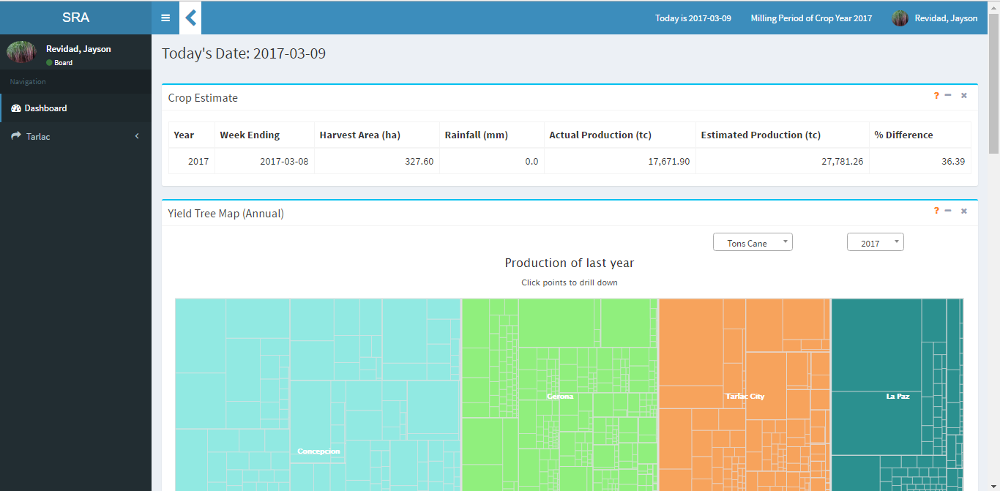 SRA
Today is 2017-03-09 Milling Period of Crop Year 2017 Revidad, Jayson
Revidad, Jayson
Board
Navigation
Dashboard
Tarlac
Today's Date: 2017-03-09
Crop Estimate
Year Week Ending Harvest Area (ha) Rainfall (mm) Actual Production (tc) Estimated Production (tc) % Difference
2017 2017-03-08 327.60 0.0 17,671.90 27,781.26 36.39
Yield Tree Map (Annual)
Tons Cane 2017
Production of last year
Click points to drill down
Gerona Tarlac City La Paz
Concepcion